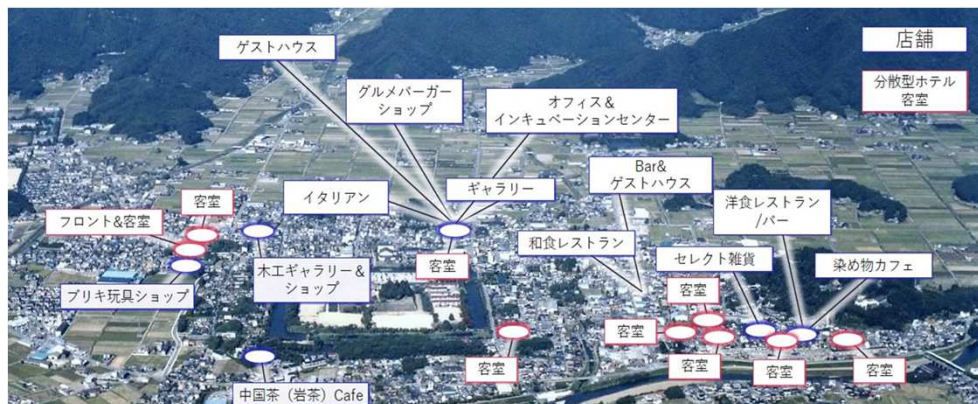 ゲストハウス
店舗
グルメバーガー
ショップ
オフィス&
インキュベーションセンター
分散型ホテル
客室
Bar&
ゲストハウス
イタリアン
ギャラリー
客室
洋食レストラン
/バー
フロント&客室
和食レストラン
セレクト雑貨
染め物カフェ
客室
木工ギャラリー&
ショップ
ブリキ玩具ショップ
客室
客室
客室
客室
客室
客室
中国茶(岩茶)Cafe
客室